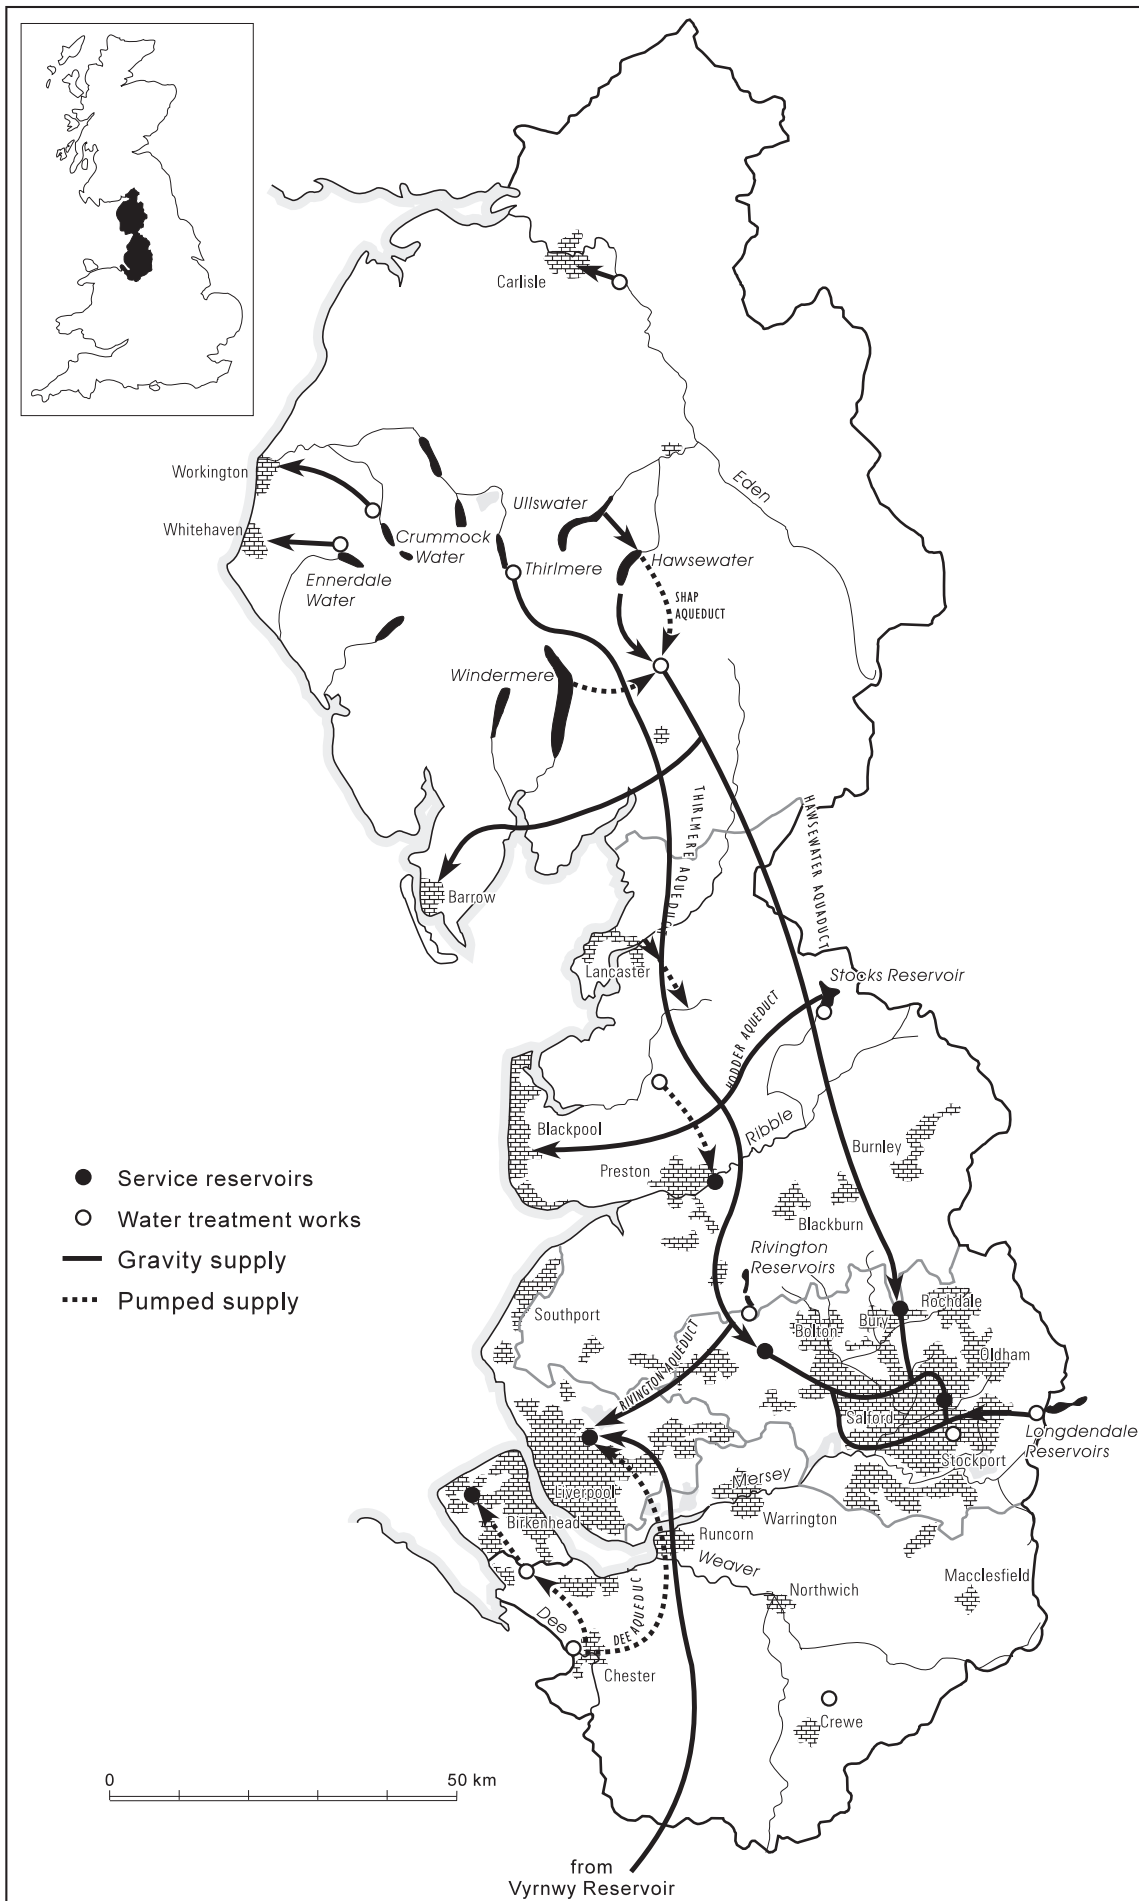 Carlisle
Eden
Workington
Whitehaven
Ullswater
Crummock
Water
Thirlmere
Hawsewater
Ennerdale
Water
SHAP
AQUEDUCT
Windermere
THIRLMERE AQUEDUCT
HAWSEWATER AQUADUCT
Barrow
Lancaster
Stocks Reservoir
HODDER AQUEDUCT
Blackpool
Ribble
Burnley
Preston
Blackburn
Service reservoirs
Water treatment works
Gravity supply
Pumped supply
Rivington
Reservoirs
Southport
Rochdale
Bury
Bolton
Oldham
RIVINGTON AQUEDUCT
Salford
Longdendale
Reservoirs
Stockport
Mersey
Liverpool
Birkenhead
Warrington
Runcorn
Weaver
Macclesfield
Northwich
Dee
DEE AQUEDUCT
Chester
Crewe
0 50 km
from
Vyrnwy Reservoir